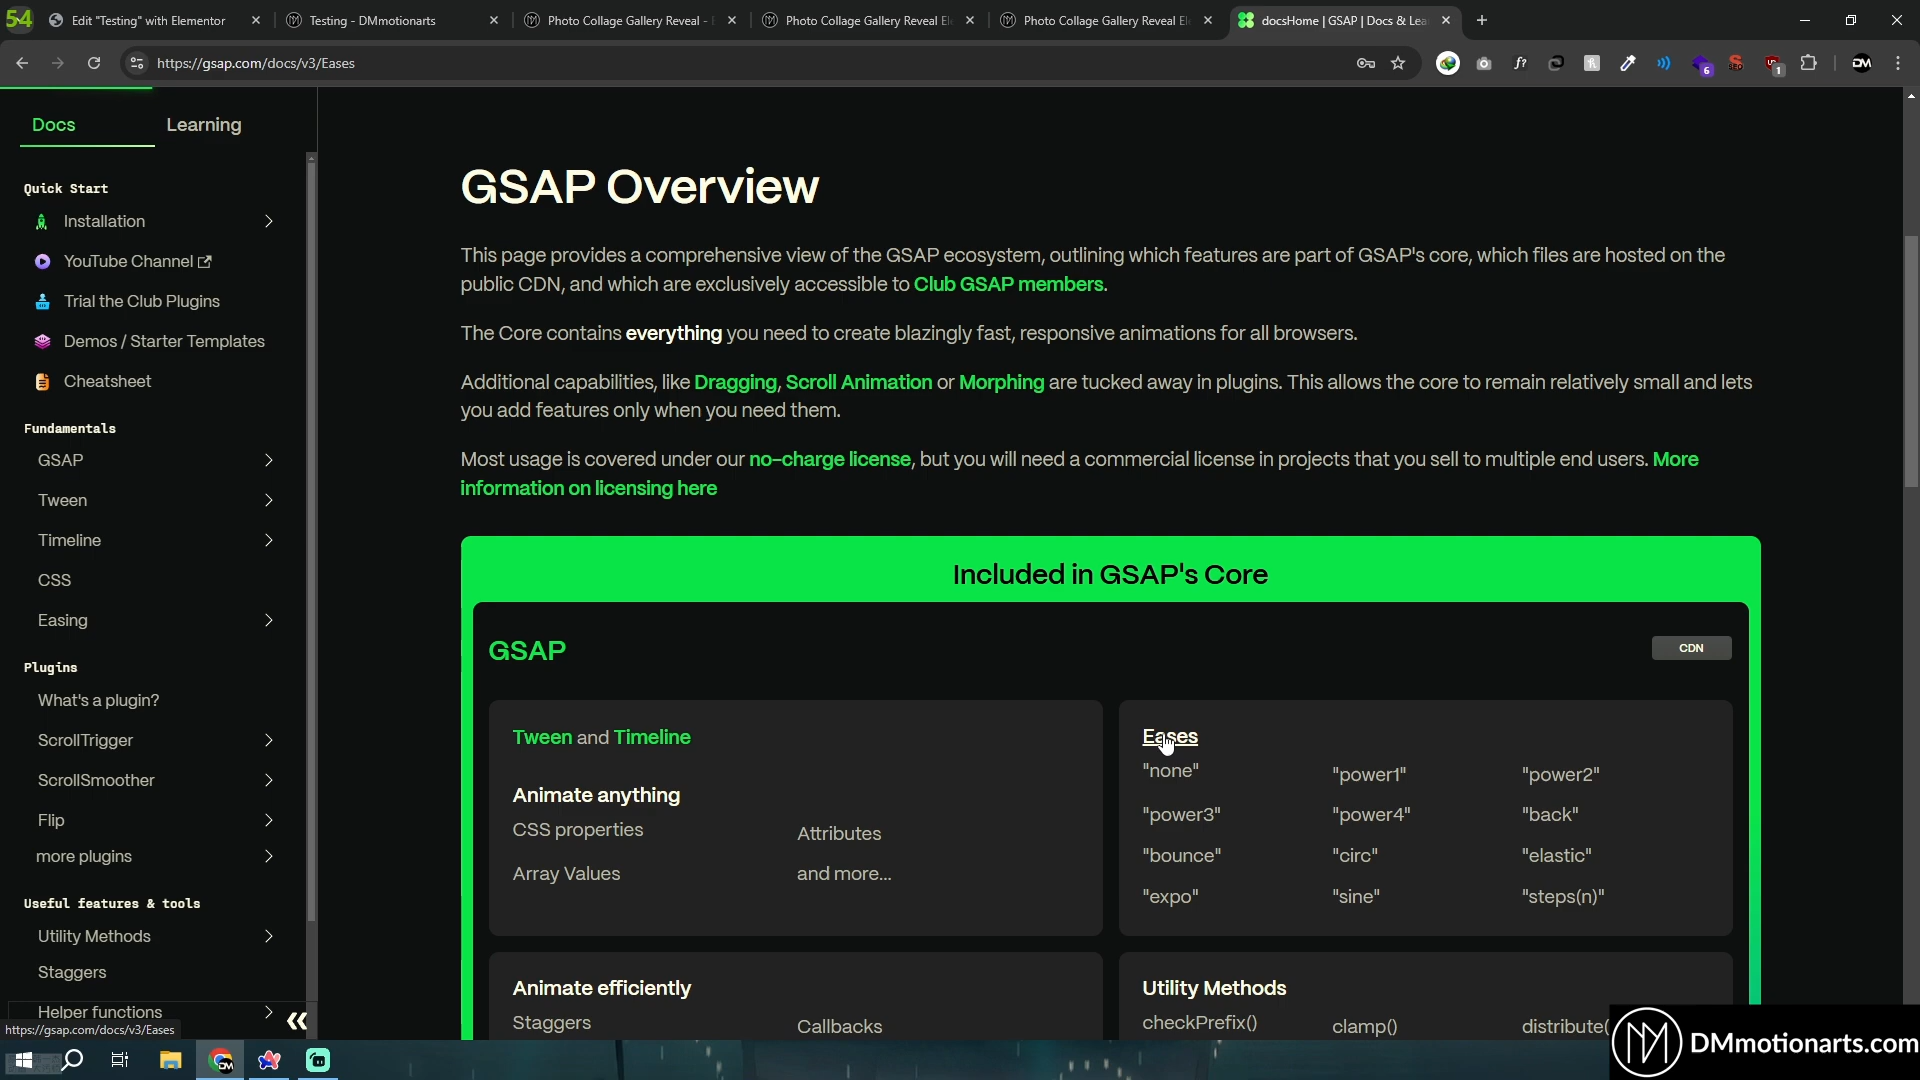 54
Edit "Testing" with Elementor
Testing - DMmotionarts
Photo Collage Gallery Reveal -
Photo Collage Gallery Reveal El
Photo Collage Gallery Reveal El
docsHome | GSAP | Docs & Lea
https://gsap.com/docs/v3/Eases
f?
6
1
DM
Docs
Learning
Quick Start
Installation
YouTube Channel
Trial the Club Plugins
Demos / Starter Templates
Cheatsheet
Fundamentals
GSAP
Tween
Timeline
CSS
Easing
Plugins
What's a plugin?
ScrollTrigger
ScrollSmoother
Flip
more plugins
Useful features & tools
Utility Methods
Staggers
Helper functions
https://gsap.com/docs/v3/Eases
GSAP Overview
This page provides a comprehensive view of the GSAP ecosystem, outlining which features are part of GSAP's core, which files are hosted on the
public CDN, and which are exclusively accessible to Club GSAP members.
The Core contains everything you need to create blazingly fast, responsive animations for all browsers.
Additional capabilities, like Dragging, Scroll Animation or Morphing are tucked away in plugins. This allows the core to remain relatively small and lets
you add features only when you need them.
Most usage is covered under our no-charge license, but you will need a commercial license in projects that you sell to multiple end users. More
information on licensing here
Included in GSAP's Core
GSAP
CDN
Tween and Timeline
Animate anything
CSS properties
Attributes
Array Values
and more...
Eases
"none"
"power1"
"power2"
"power3"
"power4"
"back"
"bounce"
"circ"
"elastic"
"expo"
"sine"
"steps(n)"
Animate efficiently
Staggers
Callbacks
Utility Methods
checkPrefix()
clamp()
distribute(
DMmotionarts.com